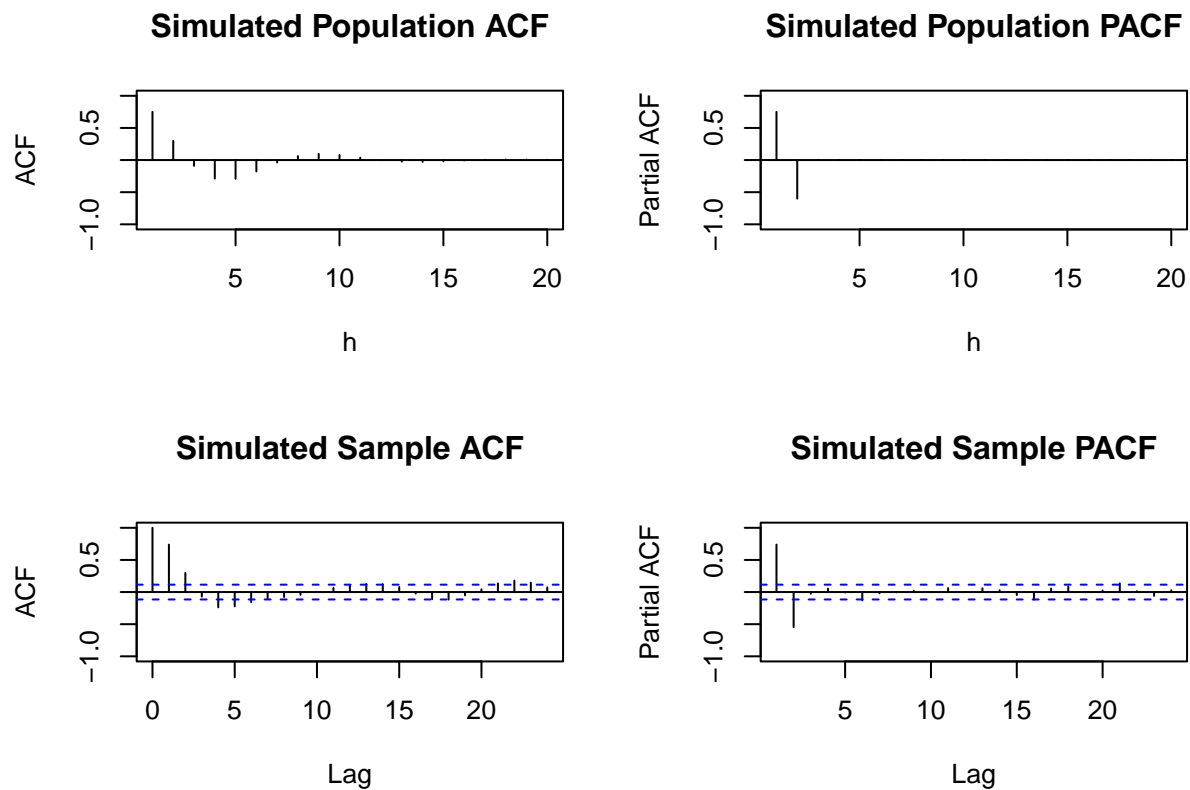 Simulated Population ACF
ACF
0.5
−1.0
5 10 15 20
h
Simulated Population PACF
Partial ACF
0.5
−1.0
5 10 15 20
h
Simulated Sample ACF
ACF
0.5
−1.0
0 5 10 15 20
Lag
Simulated Sample PACF
Partial ACF
0.5
−1.0
5 10 15 20
Lag